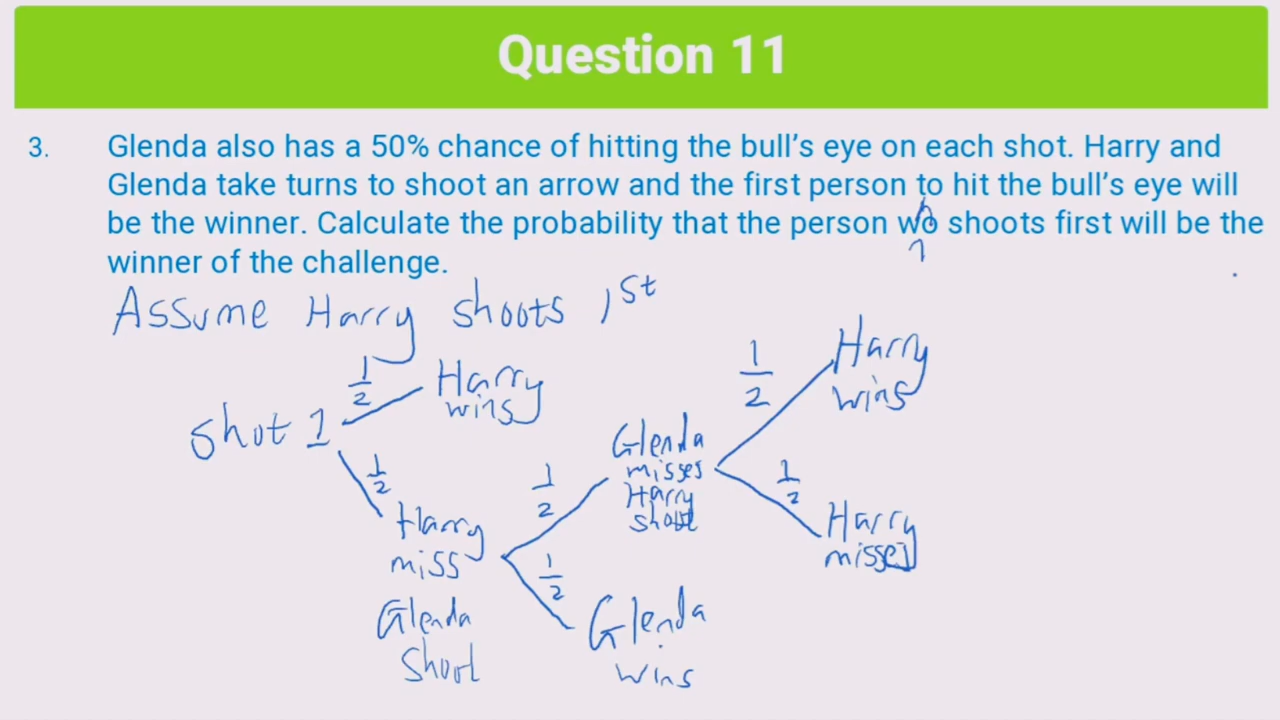 Question 11
3. Glenda also has a 50% chance of hitting the bull's eye on each shot. Harry and
Glenda take turns to shoot an arrow and the first person to hit the bull's eye will
be the winner. Calculate the probability that the person who shoots first will be the
winner of the challenge.
Assume Harry shoots 1st
Shot 1
1/2
Harry
wins
1/2
Harry
miss
Glenda
shoot
1/2
Glenda
misses
Harry
shoot
1/2
Glenda
wins
1/2
Harry
wins
1/2
Harry
misses